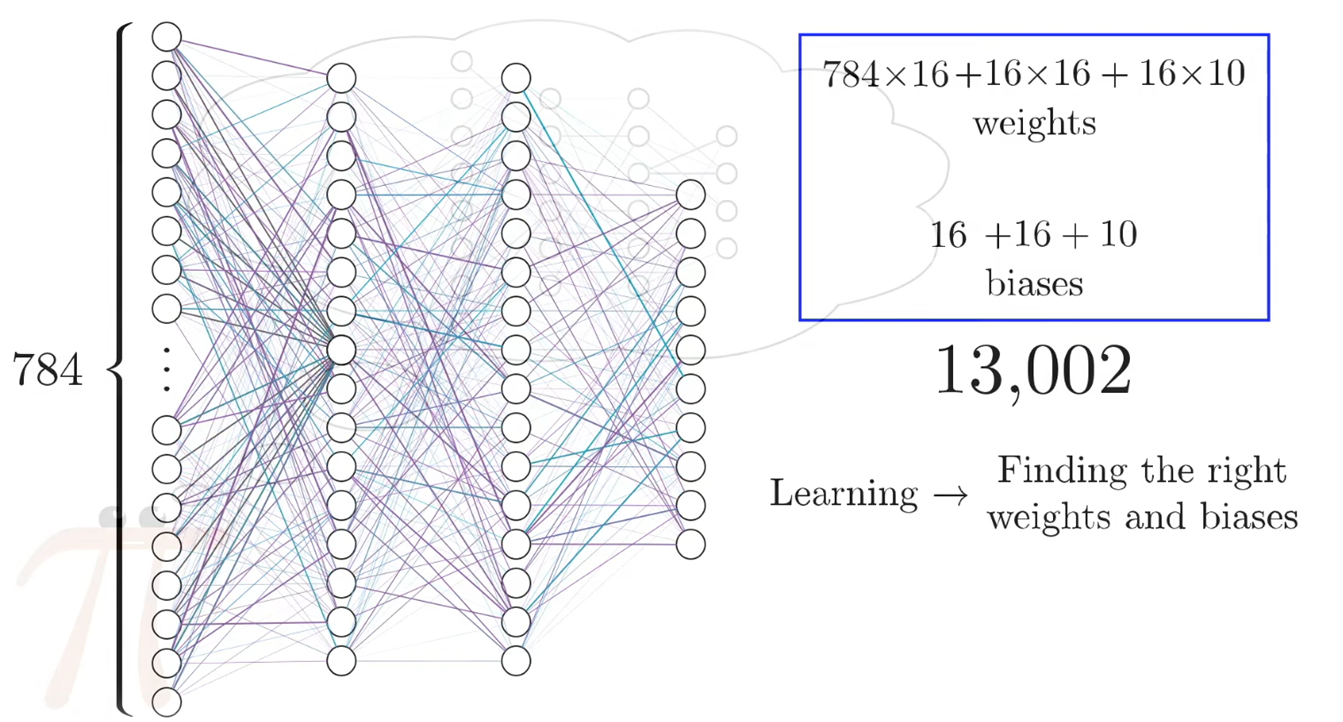 784
784×16+16×16 + 16×10
weights
16 +16 + 10
biases
13,002
Learning → Finding the right
weights and biases